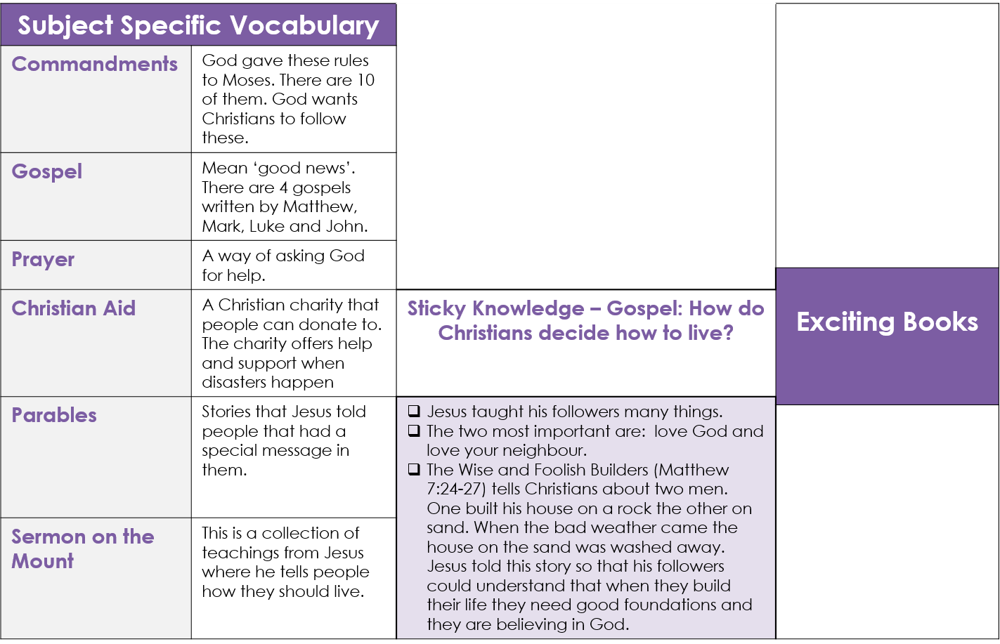 Subject Specific Vocabulary
Commandments
God gave these rules
to Moses. There are 10
of them. God wants
Christians to follow
these.
Gospel
Mean ‘good news’.
There are 4 gospels
written by Matthew,
Mark, Luke and John.
Prayer
A way of asking God
for help.
Christian Aid
A Christian charity that
people can donate to.
The charity offers help
and support when
disasters happen
Parables
Stories that Jesus told
people that had a
special message in
them.
Sermon on the
Mount
This is a collection of
teachings from Jesus
where he tells people
how they should live.
Sticky Knowledge – Gospel: How do
Christians decide how to live?
❑ Jesus taught his followers many things.
❑ The two most important are:  love God and
love your neighbour.
❑ The Wise and Foolish Builders (Matthew
7:24-27) tells Christians about two men.
One built his house on a rock the other on
sand. When the bad weather came the
house on the sand was washed away.
Jesus told this story so that his followers
could understand that when they build
their life they need good foundations and
they are believing in God.
Exciting Books